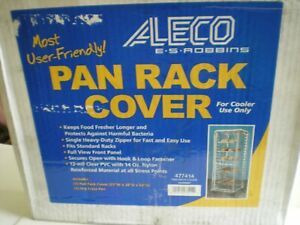 ALECO
E•S•ROBBINS
Most
User-Friendly!
PAN RACK
COVER
For Cooler
Use Only
• Keeps Food Fresher Longer and
Protects Against Harmful Bacteria
• Single Heavy-Duty Zipper for Fast and Easy Use
• Fits Standard Racks
• Full View Front Panel
• Secures Open with Hook & Loop Fastener
• 12-mil Clear PVC with 14 Oz. Nylon
Reinforced Material at all Stress Points
Includes:
477414